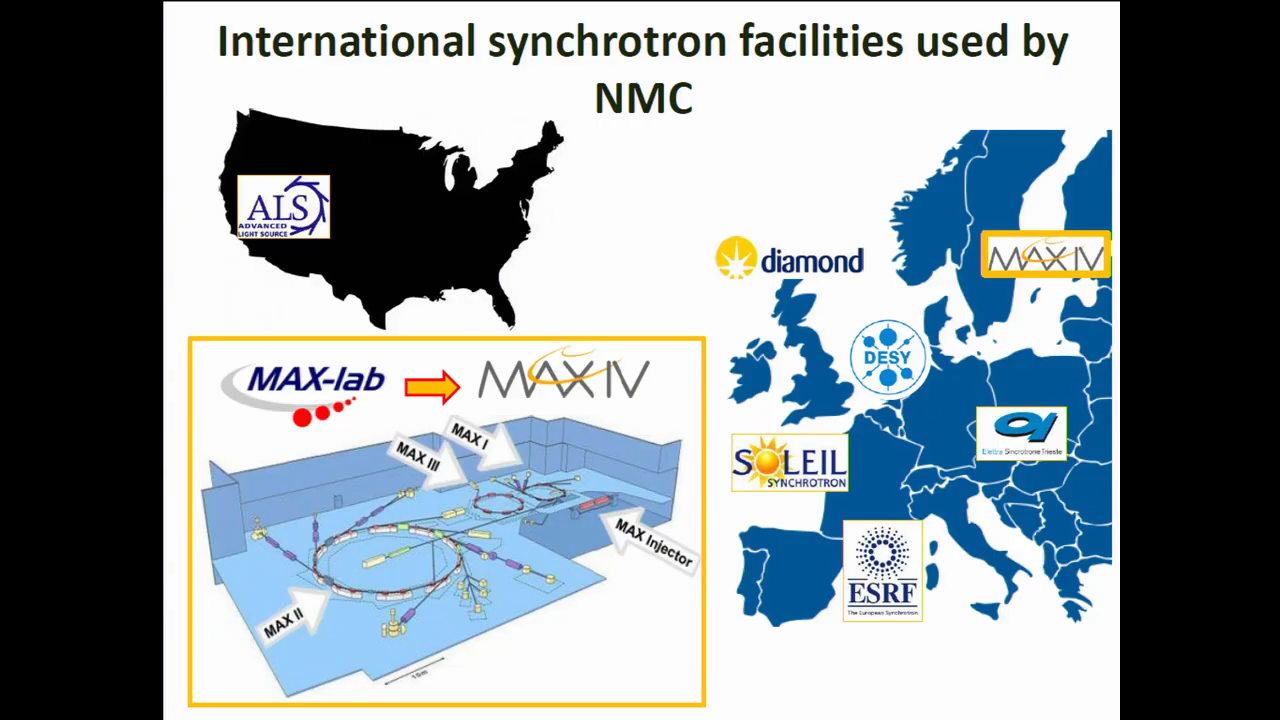 International synchrotron facilities used by
NMC
ALS
ADVANCED
LIGHT SOURCE
diamond
MAX IV
DESY
Elettra Sincrotrone Trieste
SOLEIL
SYNCHROTRON
ESRF
The European Synchrotron
MAX-lab
MAX IV
MAX I
MAX III
MAX Injector
MAX II
10m